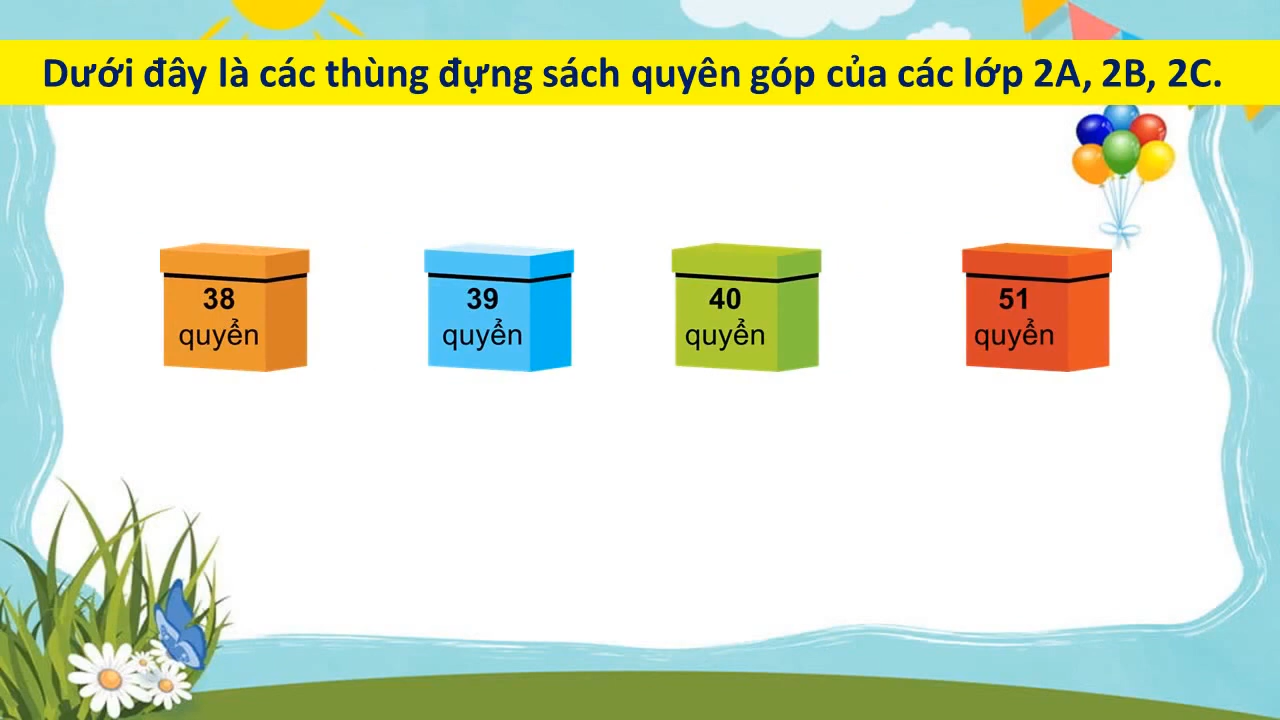 Dưới đây là các thùng đựng sách quyên góp của các lớp 2A, 2B, 2C.
38
quyển
39
quyển
40
quyển
51
quyển